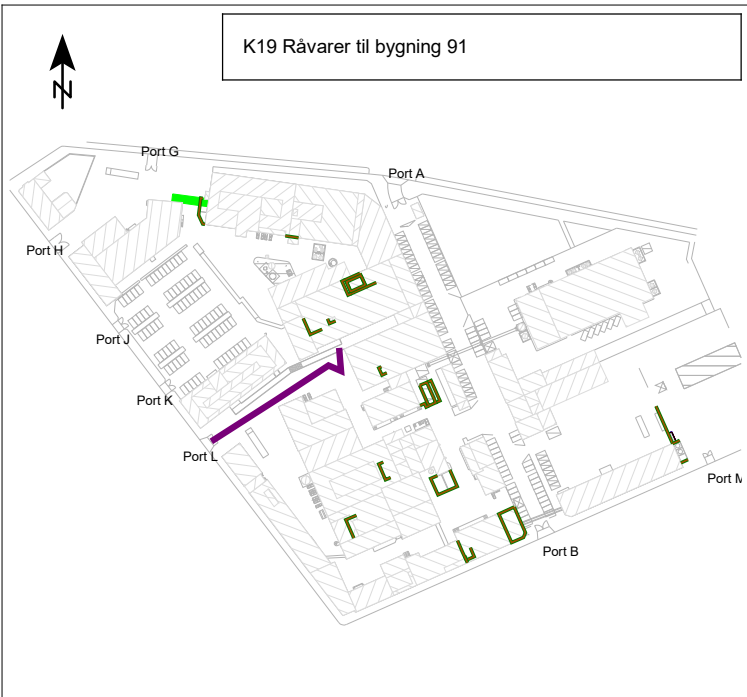 K19 Råvarer til bygning 91
N
Port G
Port A
Port H
Port J
Port K
Port L
Port M
Port B